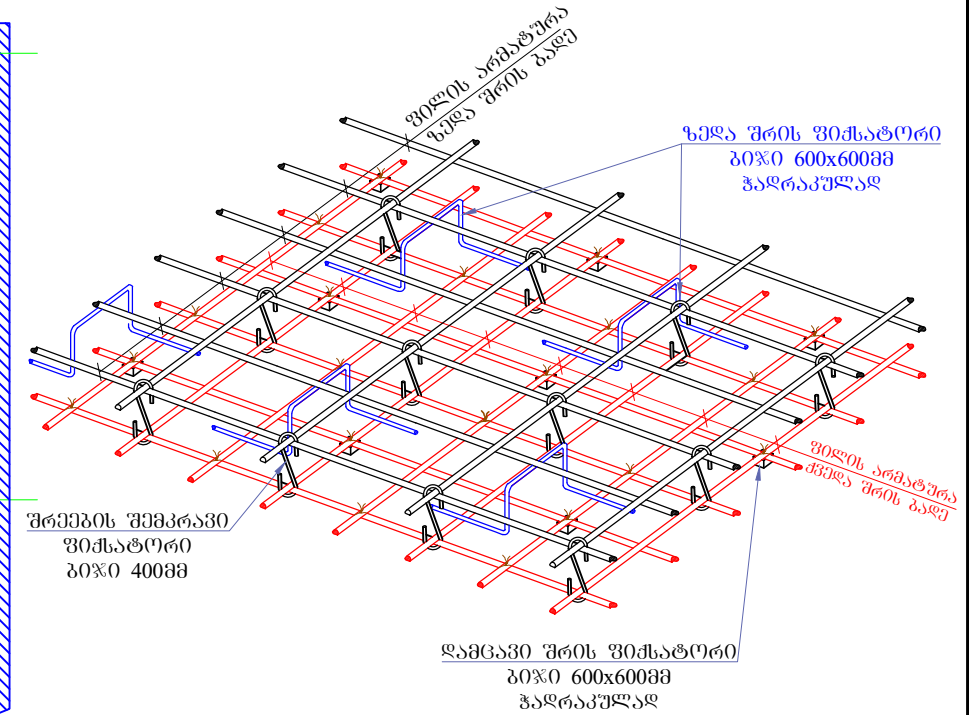 ფილის არმატურა
ზედა შრის ბადე
ზედა შრის ფიქსატორი
ბიჯი 600x600მმ
ჭადრაკულად
ფილის არმატურა
ქვედა შრის ბადე
შრეების შემკრავი
ფიქსატორი
ბიჯი 400მმ
დამცავი შრის ფიქსატორი
ბიჯი 600x600მმ
ჭადრაკულად